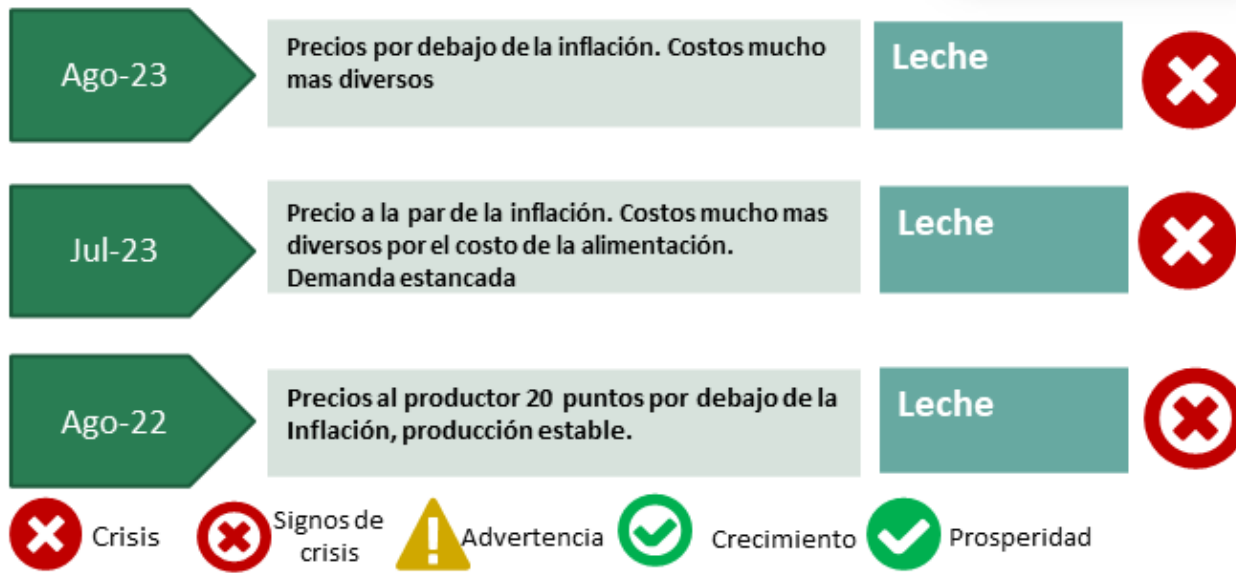 Ago-23
Precios por debajo de la inflación. Costos mucho
mas diversos
Leche
Jul-23
Precio a la par de la inflación. Costos mucho mas
diversos por el costo de la alimentación.
Demanda estancada
Leche
Ago-22
Precios al productor 20 puntos por debajo de la
Inflación, producción estable.
Leche
Crisis
Signos de
crisis
Advertencia
Crecimiento
Prosperidad